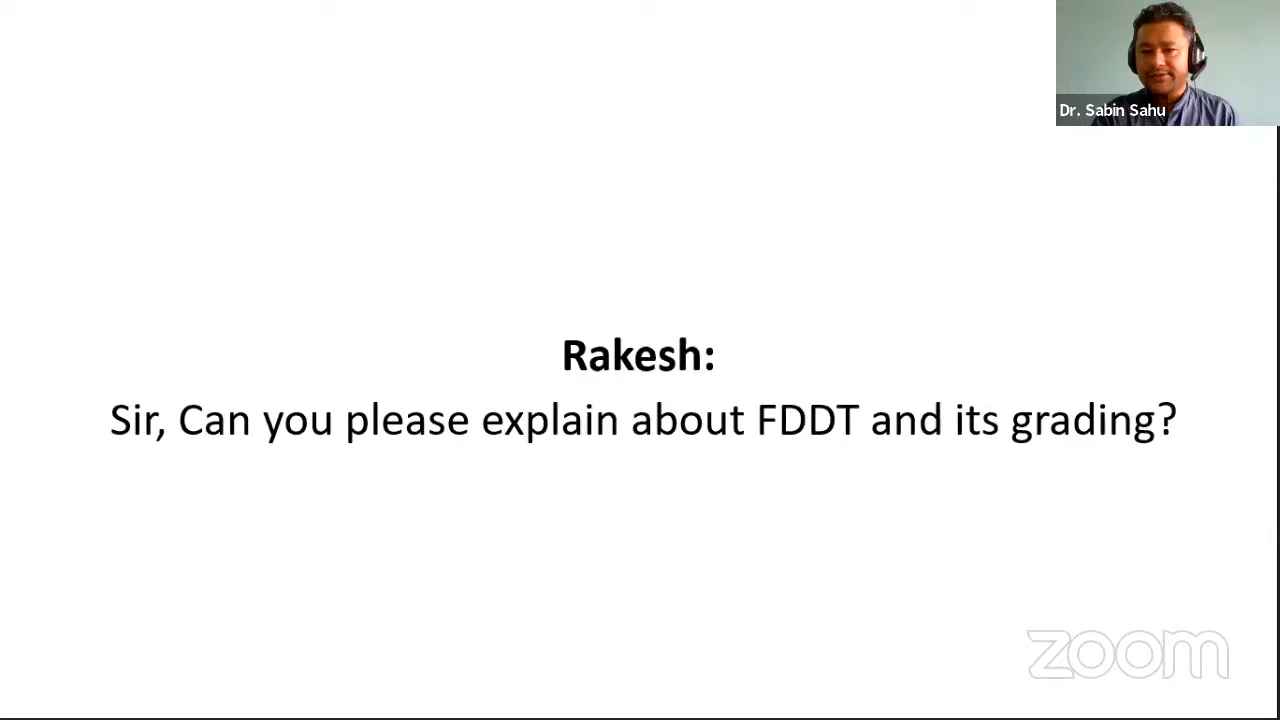 Dr. Sabin Sahu
Rakesh:
Sir, Can you please explain about FDDT and its grading?
zoom